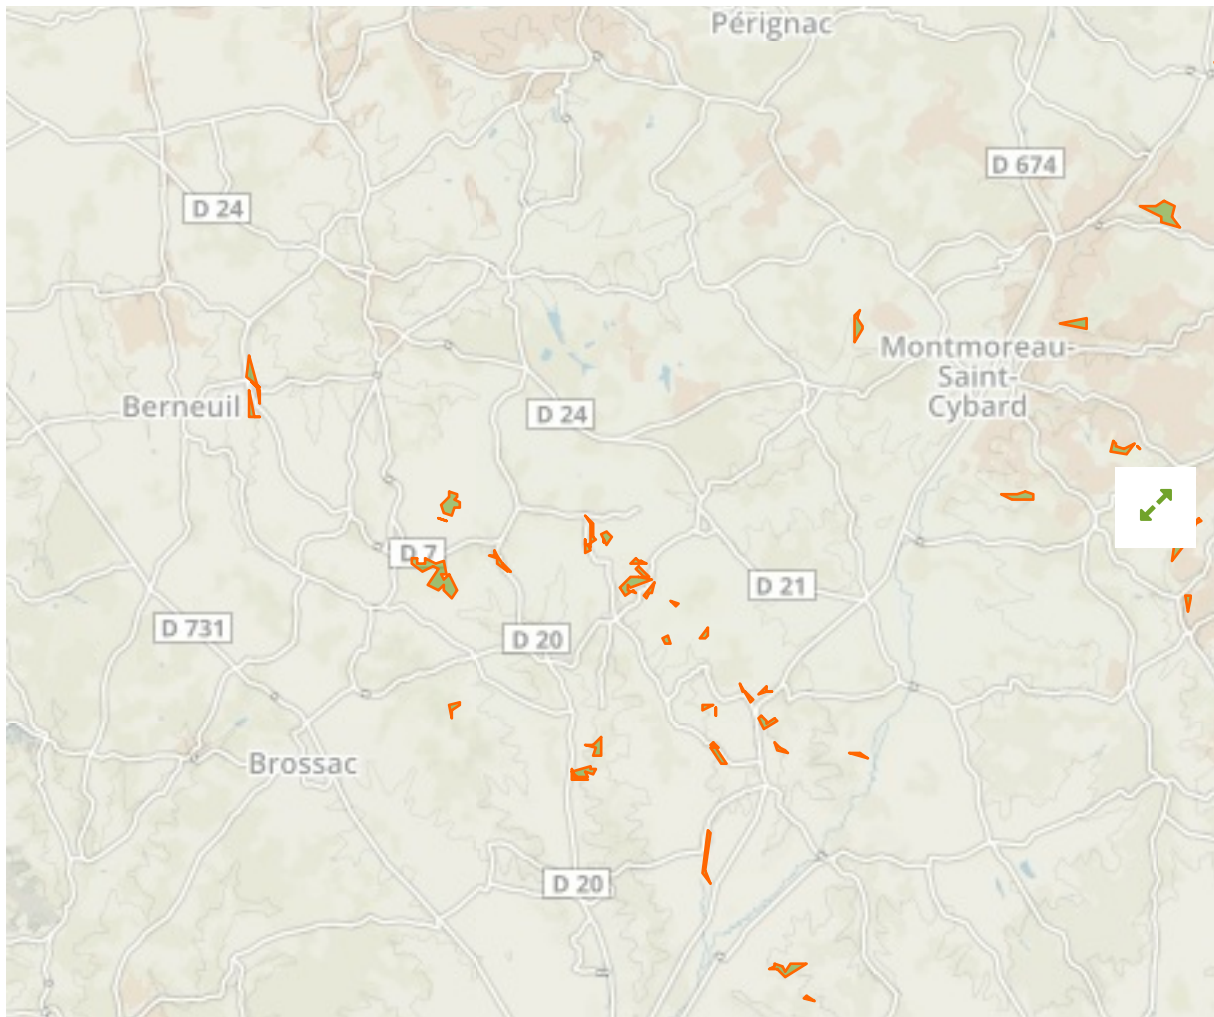 Pérignac
D 674
D 24
Montmoreau-
Saint-
Cybard
Berneuil
D 24
D 7
D 21
D 731
D 20
Brossac
D 20